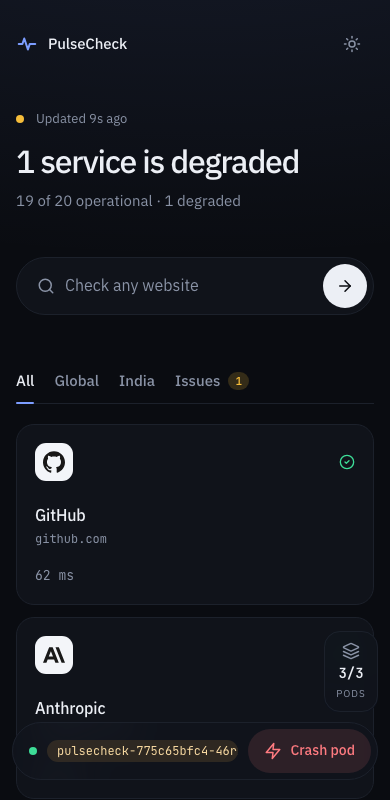 PulseCheck
Updated 9s ago
1 service is degraded
19 of 20 operational · 1 degraded
Check any website
All Global India Issues 1
GitHub
github.com
62 ms
Anthropic
3/3
PODS
pulsecheck-775c65bfc4-46r
Crash pod